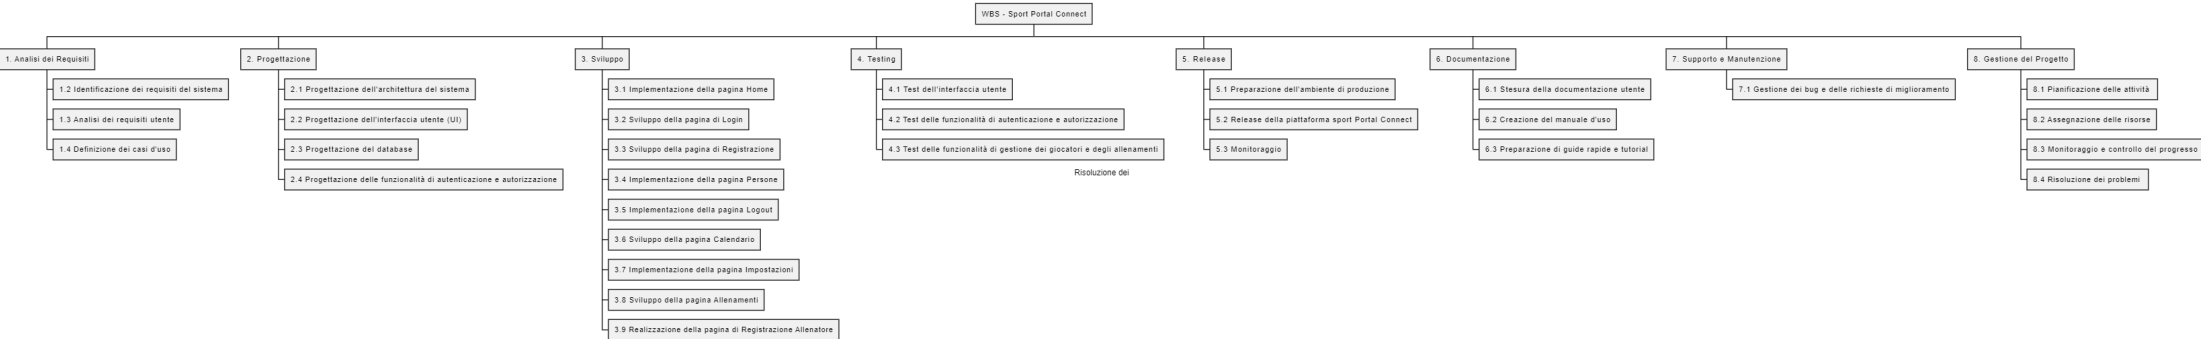 WBS - Sport Portal Connect
1. Analisi dei Requisiti
1.2 Identificazione dei requisiti del sistema
1.3 Analisi dei requisiti utente
1.4 Definizione dei casi d'uso
2. Progettazione
2.1 Progettazione dell'architettura del sistema
2.2 Progettazione dell'interfaccia utente (UI)
2.3 Progettazione del database
2.4 Progettazione delle funzionalità di autenticazione e autorizzazione
3. Sviluppo
3.1 Implementazione della pagina Home
3.2 Sviluppo della pagina di Login
3.3 Sviluppo della pagina di Registrazione
3.4 Implementazione della pagina Persone
3.5 Implementazione della pagina Logout
3.6 Sviluppo della pagina Calendario
3.7 Implementazione della pagina Impostazioni
3.8 Sviluppo della pagina Allenamenti
3.9 Realizzazione della pagina di Registrazione Allenatore
4. Testing
4.1 Test dell'interfaccia utente
4.2 Test delle funzionalità di autenticazione e autorizzazione
4.3 Test delle funzionalità di gestione dei giocatori e degli allenamenti
Risoluzione dei
5. Release
5.1 Preparazione dell'ambiente di produzione
5.2 Release della piattaforma sport Portal Connect
5.3 Monitoraggio
6. Documentazione
6.1 Stesura della documentazione utente
6.2 Creazione del manuale d'uso
6.3 Preparazione di guide rapide e tutorial
7. Supporto e Manutenzione
7.1 Gestione dei bug e delle richieste di miglioramento
8. Gestione del Progetto
8.1 Pianificazione delle attività
8.2 Assegnazione delle risorse
8.3 Monitoraggio e controllo del progresso
8.4 Risoluzione dei problemi